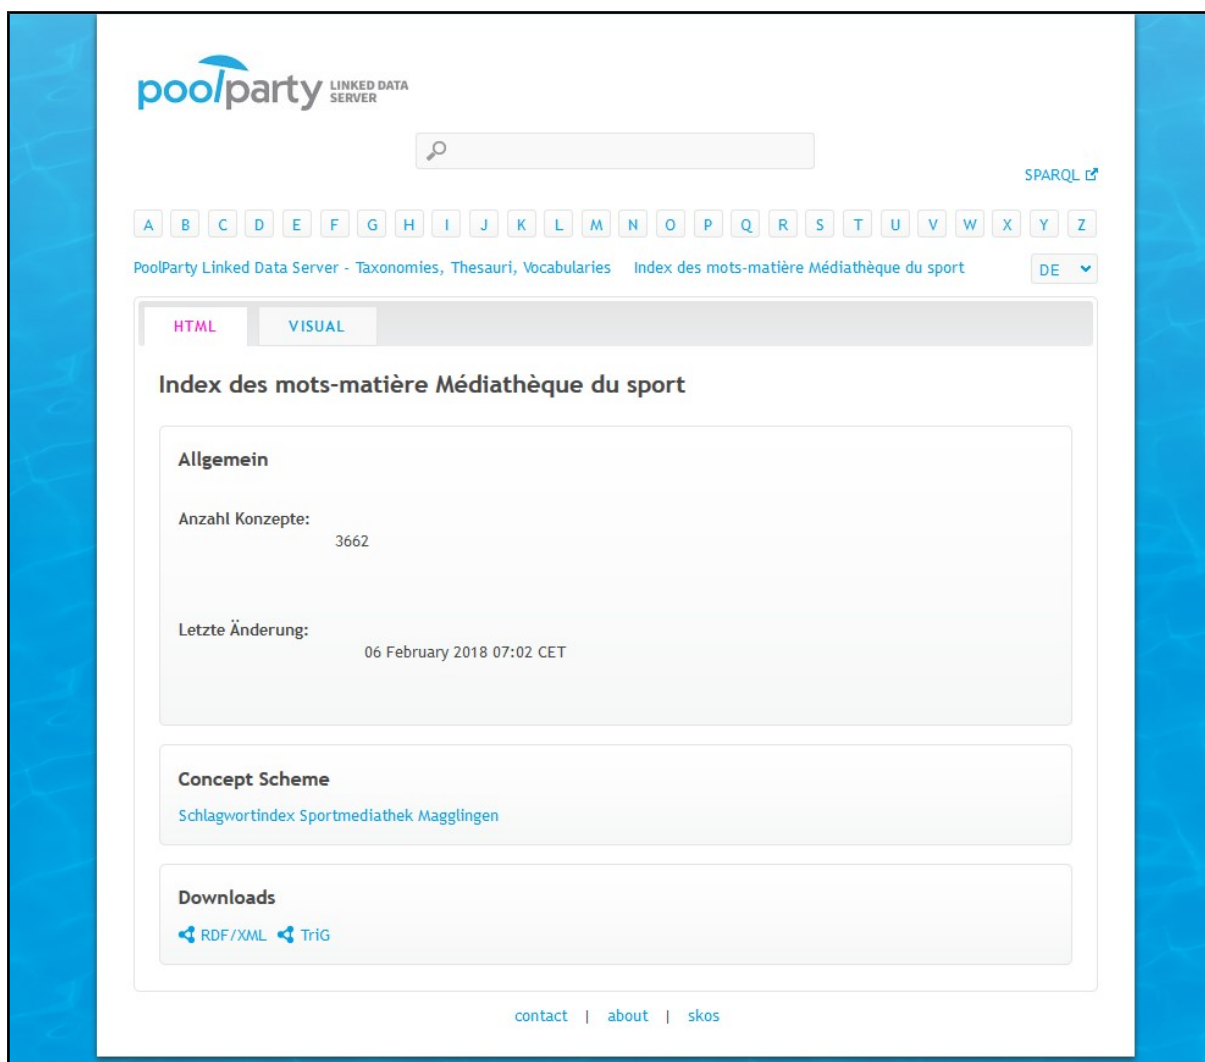 poolparty LINKED DATA SERVER
SPARQL
A B C D E F G H I J K L M N O P Q R S T U V W X Y Z
PoolParty Linked Data Server - Taxonomies, Thesauri, Vocabularies Index des mots-matière Médiathèque du sport DE
HTML VISUAL
Index des mots-matière Médiathèque du sport
Allgemein
Anzahl Konzepte:
3662
Letzte Änderung:
06 February 2018 07:02 CET
Concept Scheme
Schlagwortindex Sportmediathek Magglingen
Downloads
RDF/XML TriG
contact | about | skos